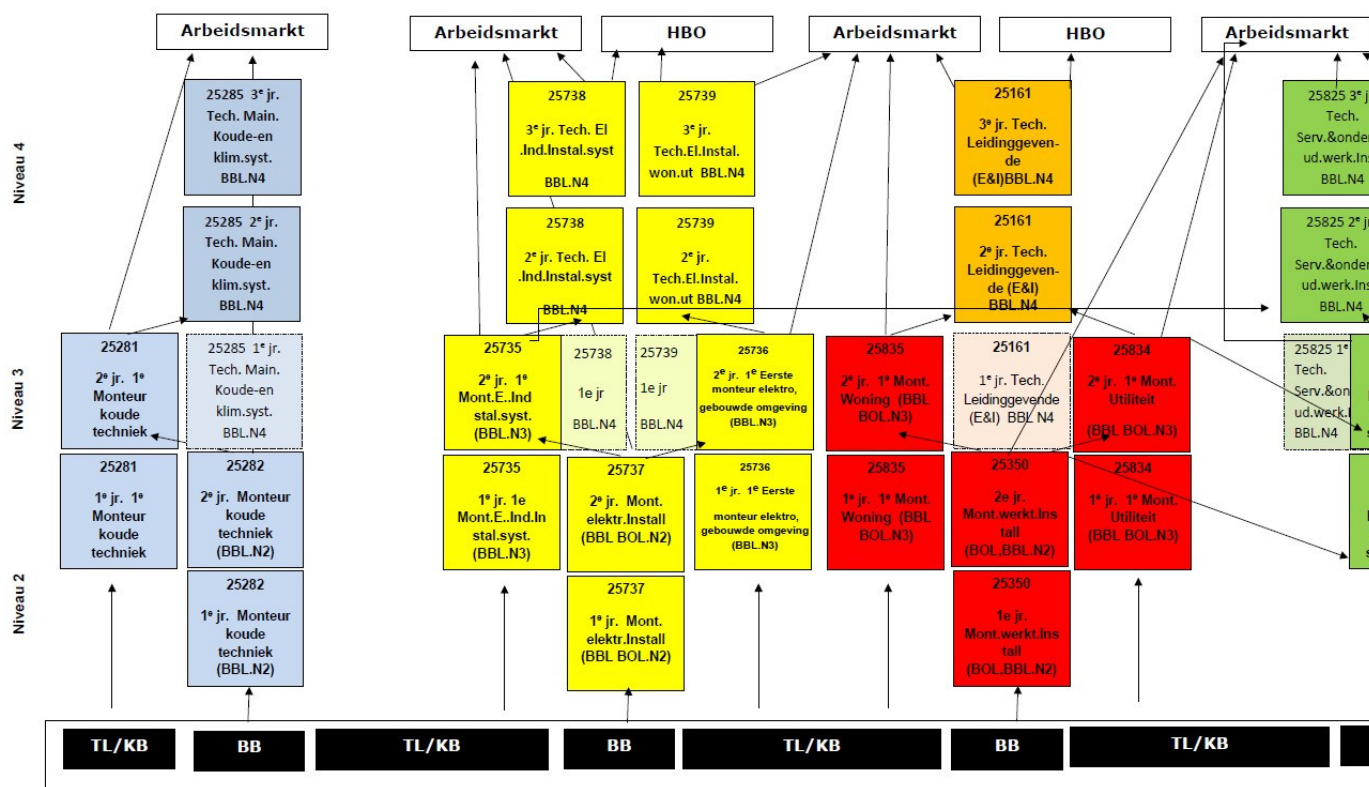 Arbeidsmarkt
Arbeidsmarkt
HBO
Arbeidsmarkt
HBO
Arbeidsmarkt
Niveau 4
25285 3e jr.
Tech. Main.
Koude-en
klim.syst.
BBL.N4
25738
3e jr. Tech. El
.Ind.Instal.syst
BBL.N4
25739
3e jr.
Tech.El.Instal.
won.ut BBL.N4
25161
3e jr. Tech.
Leidinggeven-
de
(E&I)BBL.N4
25825 3e j
Tech.
Serv.&onder
ud.werk.Ins
BBL.N4
25285 2e jr.
Tech. Main.
Koude-en
klim.syst.
BBL.N4
25738
2e jr. Tech. El
.Ind.Instal.syst
BBL.N4
25739
2e jr.
Tech.El.Instal.
won.ut BBL.N4
25161
2e jr. Tech.
Leidinggeven-
de (E&I)
BBL.N4
25825 2e j
Tech.
Serv.&onder
ud.werk.Ins
BBL.N4
Niveau 3
25281
2e jr. 1e
Monteur
koude
techniek
25285 1e jr.
Tech. Main.
Koude-en
klim.syst.
BBL.N4
25735
2e jr. 1e
Mont.E..Ind
stal.syst.
(BBL.N3)
25738
1e jr
BBL.N4
25739
1e jr
BBL.N4
25736
2e jr. 1e Eerste
monteur elektro,
gebouwde omgeving
(BBL.N3)
25835
2e jr. 1e Mont.
Woning (BBL
BOL.N3)
25161
1e jr. Tech.
Leidinggevende
(E&I) BBL N4
25834
2e jr. 1e Mont.
Utiliteit
(BBL BOL.N3)
25825 1e
Tech.
Serv.&ond
ud.werk.I
BBL.N4
s
25281
1e jr. 1e
Monteur
koude
techniek
25282
2e jr. Monteur
koude
techniek
(BBL.N2)
25735
1e jr. 1e
Mont.E..Ind.In
stal.syst.
(BBL.N3)
25737
2e jr. Mont.
elektr.Install
(BBL BOL.N2)
25736
1e jr. 1e Eerste
monteur elektro,
gebouwde omgeving
(BBL.N3)
25835
1e jr. 1e Mont.
Woning (BBL
BOL.N3)
25350
2e jr.
Mont.werkt.Ins
tall
(BOL,BBL.N2)
25834
1e jr. 1e Mont.
Utiliteit
(BBL BOL.N3)
s
Niveau 2
25282
1e jr. Monteur
koude
techniek
(BBL.N2)
25737
1e jr. Mont.
elektr.Install
(BBL BOL.N2)
25350
1e jr.
Mont.werkt.Ins
tall
(BOL,BBL.N2)
TL/KB
BB
TL/KB
BB
TL/KB
BB
TL/KB